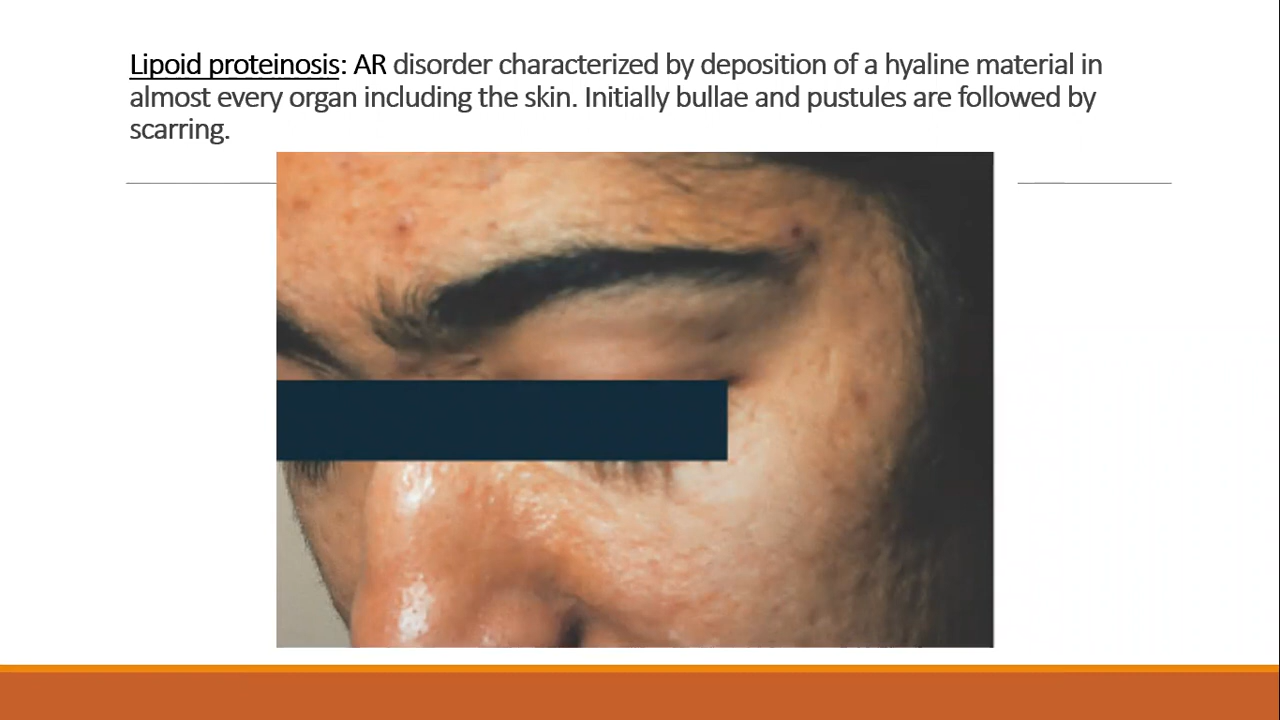 Lipoid proteinosis: AR disorder characterized by deposition of a hyaline material in
almost every organ including the skin. Initially bullae and pustules are followed by
scarring.